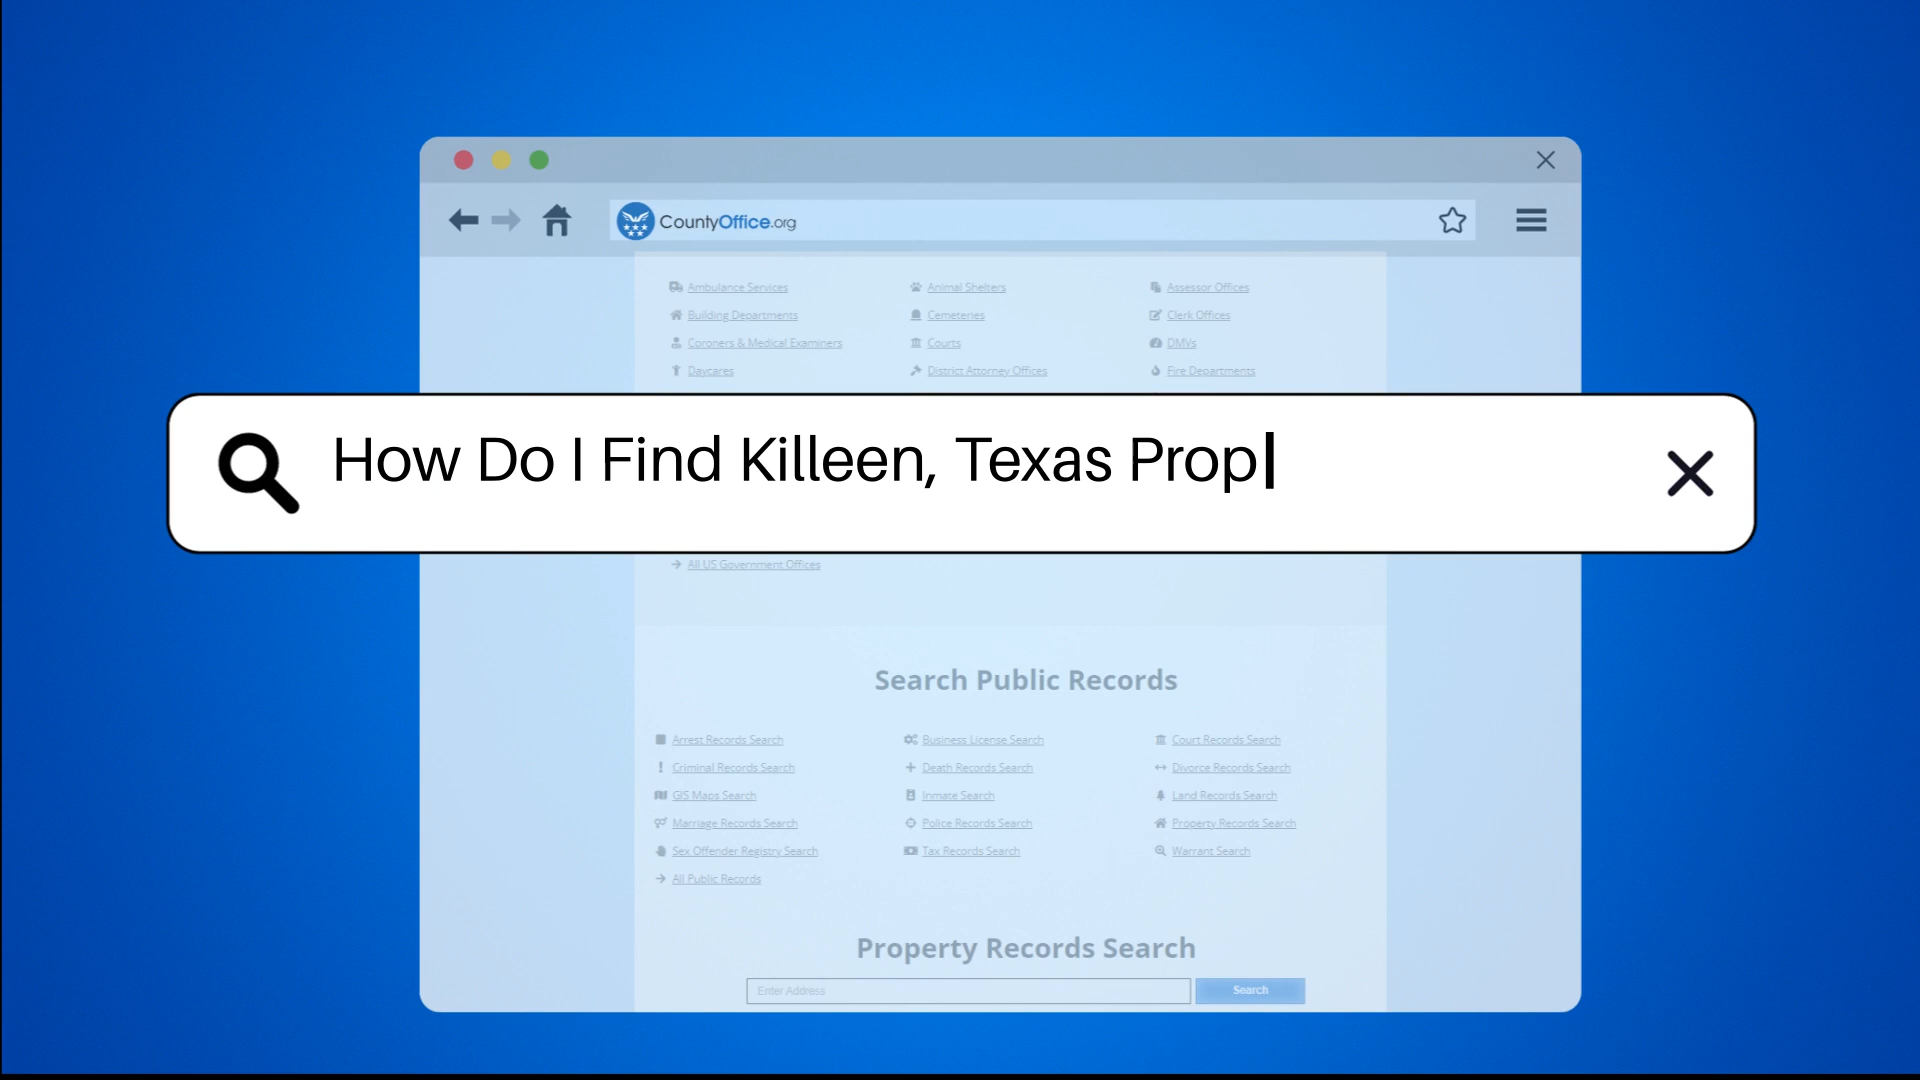 CountyOffice.org
Ambulance Services Animal Shelters Assessor Offices
Building Departments Cemeteries Clerk Offices
Coroners & Medical Examiners Courts DMVs
Daycares District Attorney Offices Fire Departments
How Do I Find Killeen, Texas Prop
All US Government Offices
Search Public Records
Arrest Records Search Business License Search Court Records Search
Criminal Records Search Death Records Search Divorce Records Search
GIS Maps Search Inmate Search Land Records Search
Marriage Records Search Police Records Search Property Records Search
Sex Offender Registry Search Tax Records Search Warrant Search
All Public Records
Property Records Search
Enter Address Search